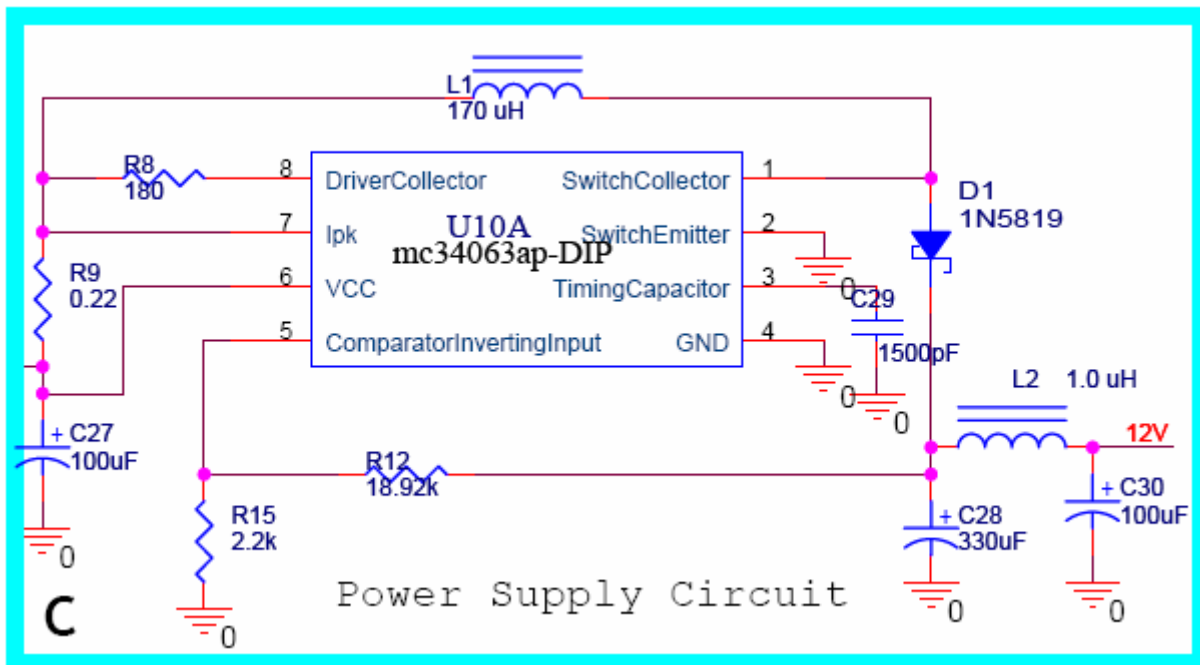 L1
170 uH
R8
180
8
DriverCollector
SwitchCollector
1
D1
1N5819
7
Ipk
U10A
mc34063ap-DIP
SwitchEmitter
2
R9
0.22
6
VCC
TimingCapacitor
3
0
C29
1500pF
5
ComparatorInvertingInput
GND
4
0
0
L2 1.0 uH
12V
+ C27
100uF
0
R12
18.92k
R15
2.2k
0
+ C28
330uF
0
+ C30
100uF
0
Power Supply Circuit
C